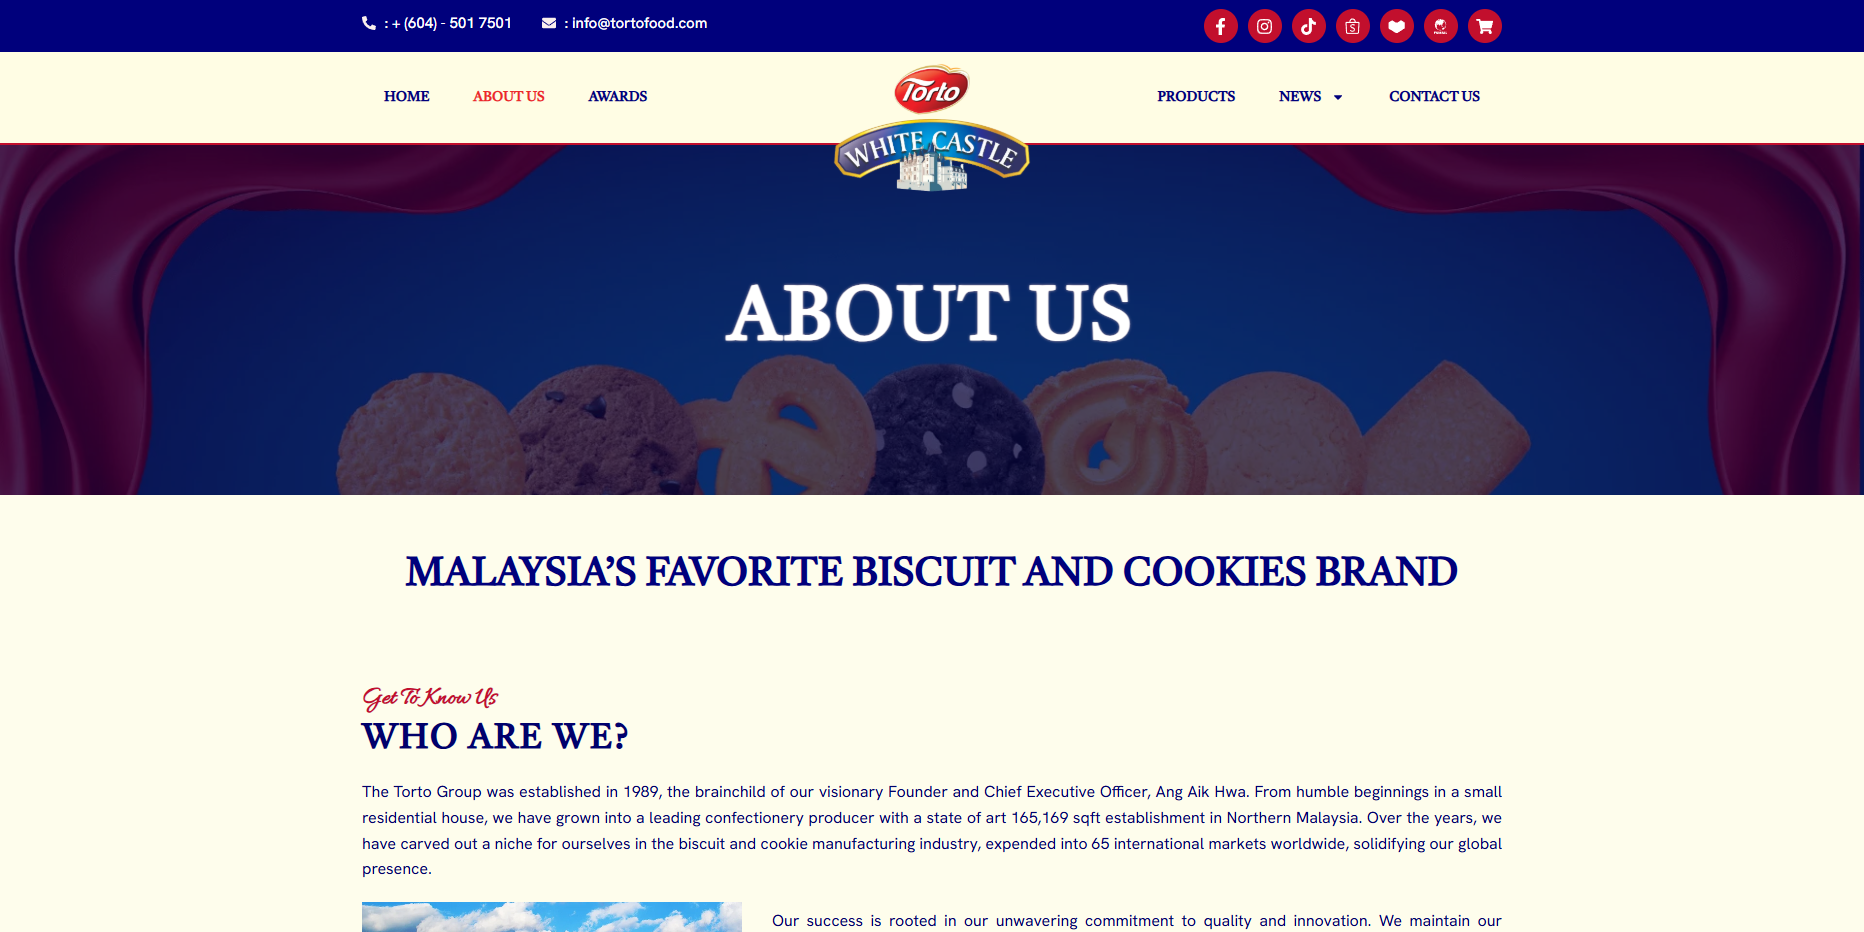 : + (604) - 501 7501
: info@tortofood.com
HOME
ABOUT US
AWARDS
Torto
WHITE CASTLE
PRODUCTS
NEWS
CONTACT US
ABOUT US
MALAYSIA’S FAVORITE BISCUIT AND COOKIES BRAND
Get To Know Us
WHO ARE WE?
The Torto Group was established in 1989, the brainchild of our visionary Founder and Chief Executive Officer, Ang Aik Hwa. From humble beginnings in a small
residential house, we have grown into a leading confectionery producer with a state of art 165,169 sqft establishment in Northern Malaysia. Over the years, we
have carved out a niche for ourselves in the biscuit and cookie manufacturing industry, expended into 65 international markets worldwide, solidifying our global
presence.
Our success is rooted in our unwavering commitment to quality and innovation. We maintain our